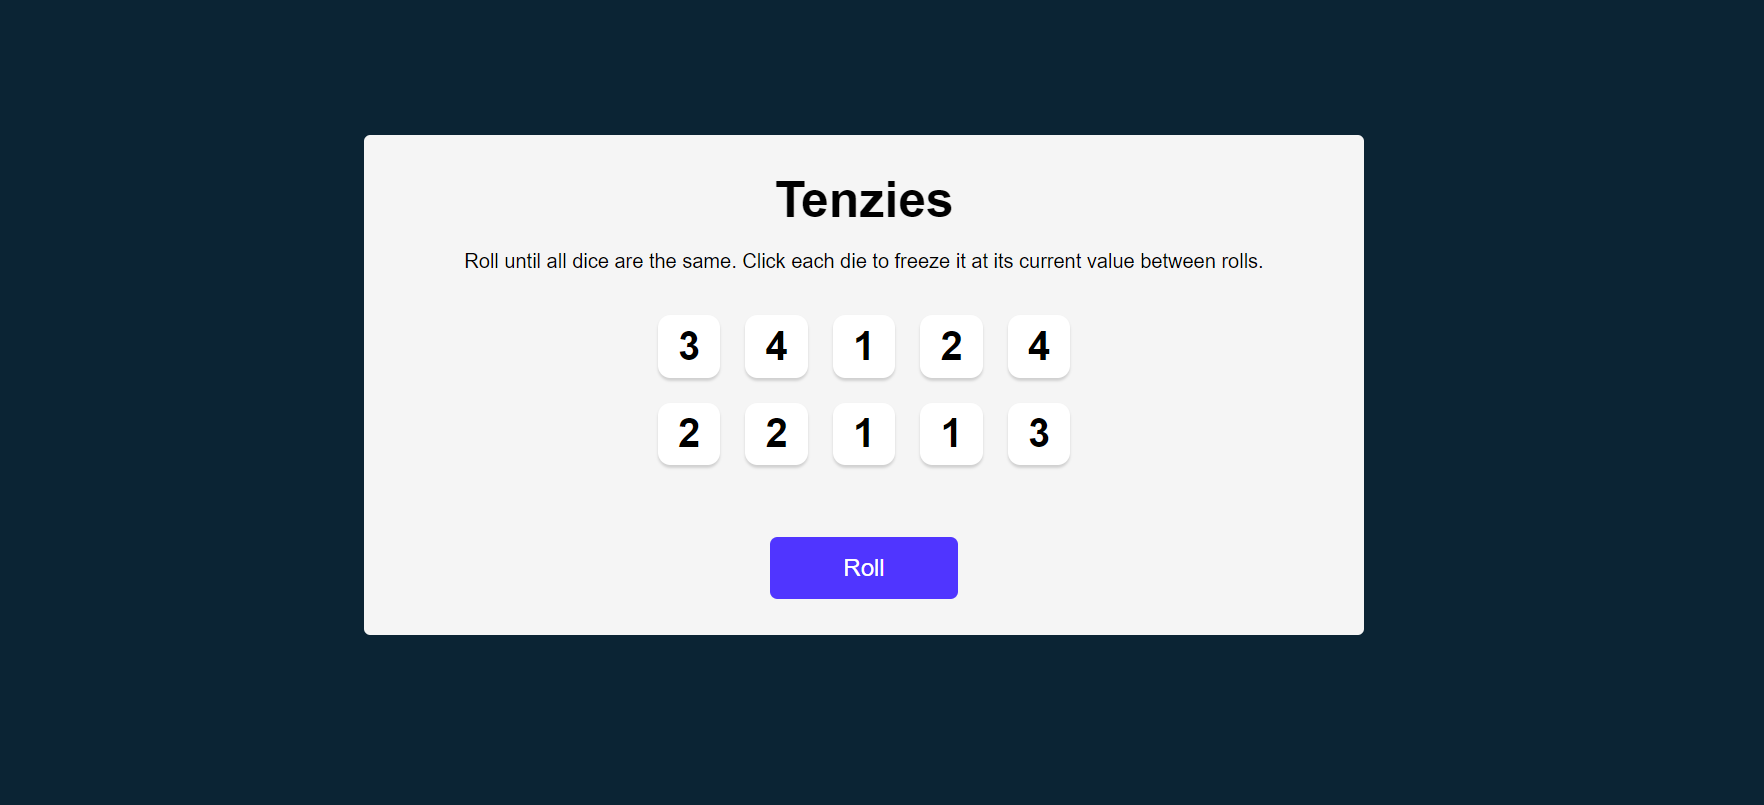 Tenzies
Roll until all dice are the same. Click each die to freeze it at its current value between rolls.
3 4 1 2 4
2 2 1 1 3
Roll